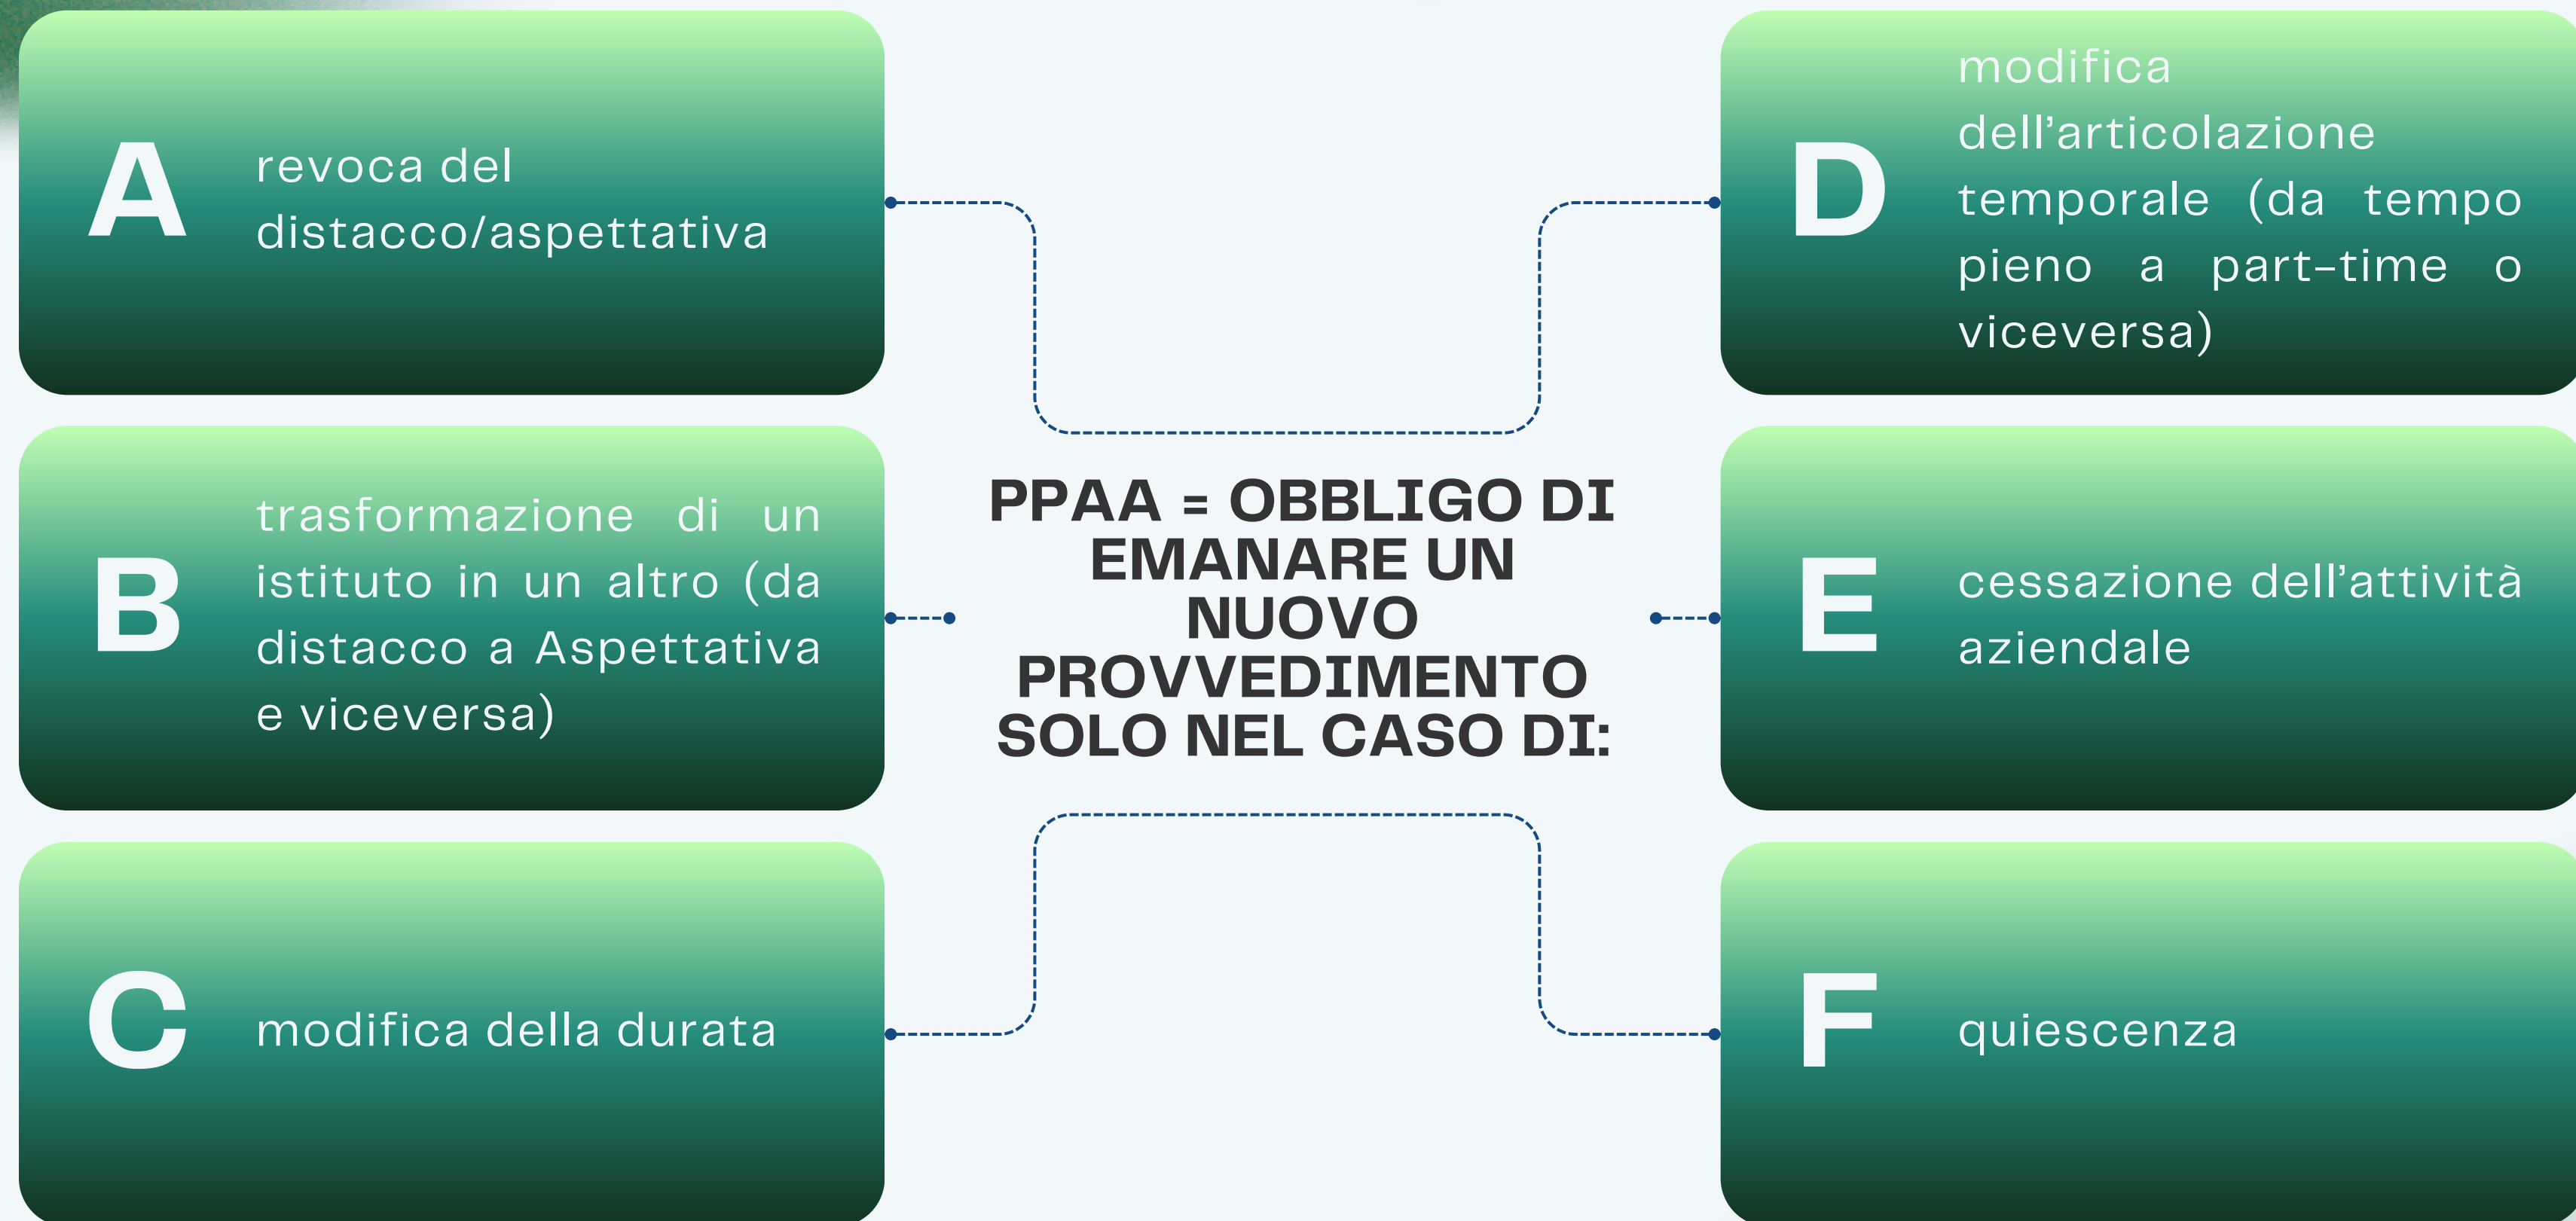 A
revoca del
distacco/aspettativa
B
trasformazione di un
istituto in un altro (da
distacco a Aspettativa
e viceversa)
C
modifica della durata
PPAA = OBBLIGO DI
EMANARE UN
NUOVO
PROVVEDIMENTO
SOLO NEL CASO DI:
D
modifica
dell’articolazione
temporale (da tempo
pieno a part-time o
viceversa)
E
cessazione dell’attività
aziendale
F
quiescenza